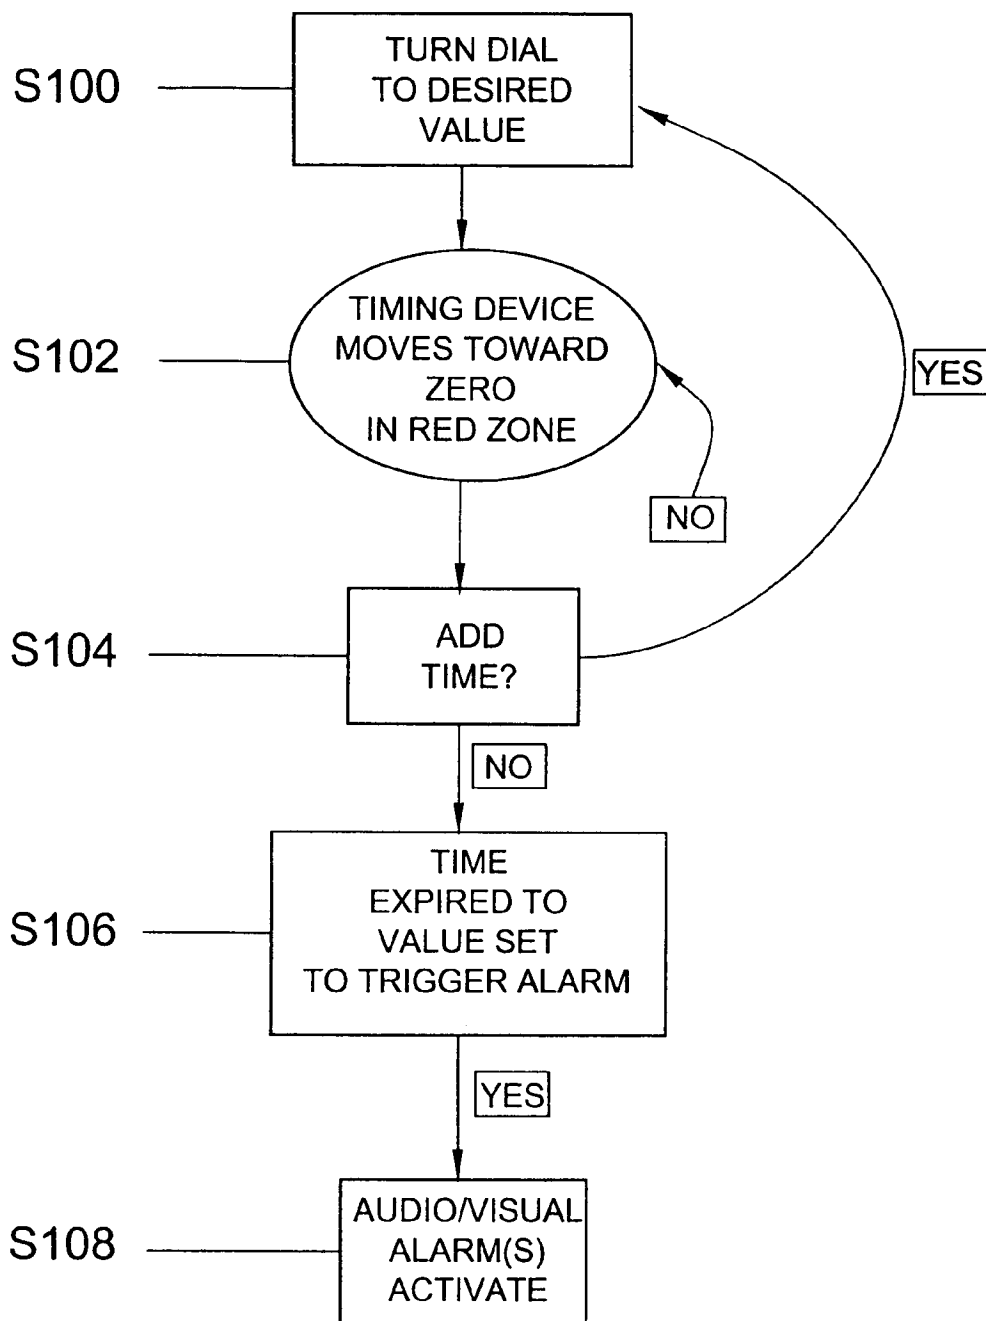 S100
TURN DIAL
TO DESIRED
VALUE
S102
TIMING DEVICE
MOVES TOWARD
ZERO
IN RED ZONE
YES
NO
S104
ADD
TIME?
NO
S106
TIME
EXPIRED TO
VALUE SET
TO TRIGGER ALARM
YES
S108
AUDIO/VISUAL
ALARM(S)
ACTIVATE